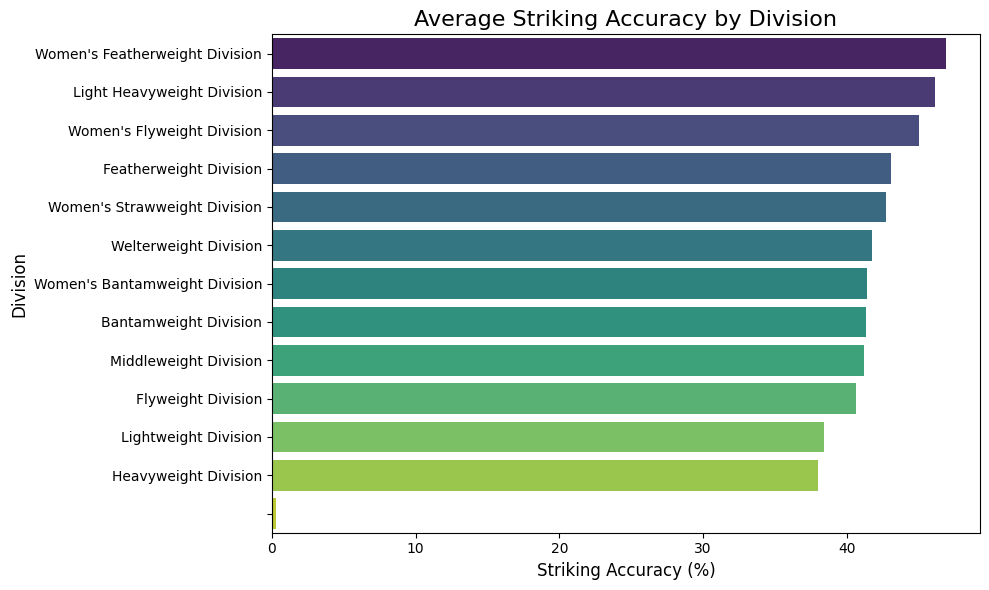 Average Striking Accuracy by Division
Division
Women's Featherweight Division
Light Heavyweight Division
Women's Flyweight Division
Featherweight Division
Women's Strawweight Division
Welterweight Division
Women's Bantamweight Division
Bantamweight Division
Middleweight Division
Flyweight Division
Lightweight Division
Heavyweight Division
0 10 20 30 40
Striking Accuracy (%)